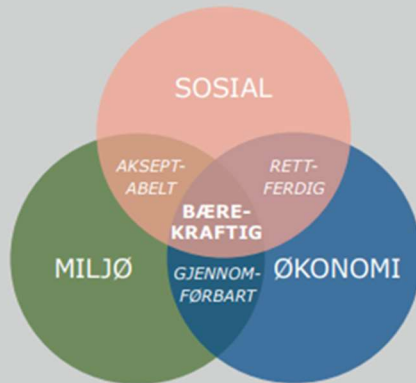 SOSIAL
AKSEPT-
ABELT
RETT-
FERDIG
BÆRE-
KRAFTIG
MILJØ
GJENNOM-
FØRBART
ØKONOMI